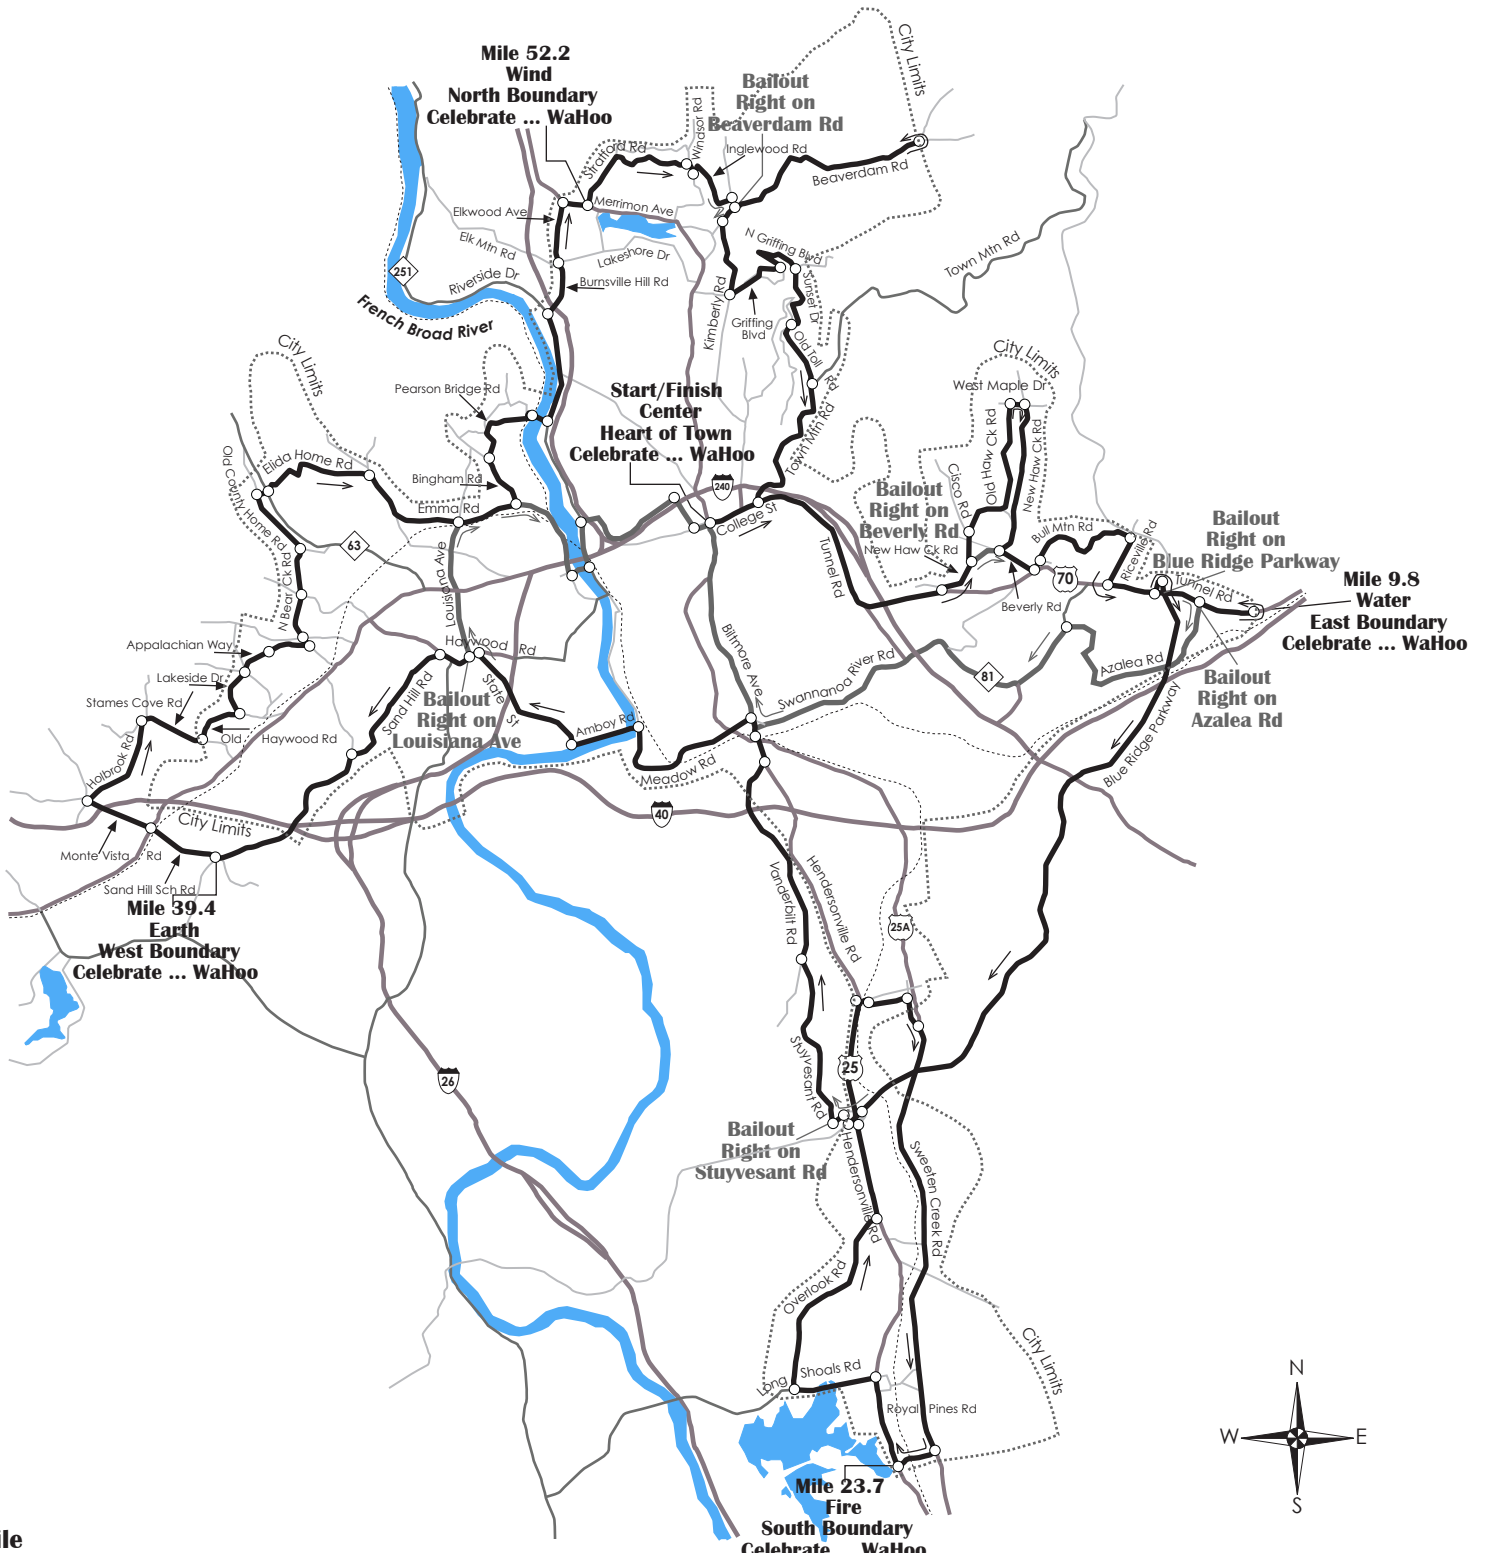 Mile 52.2
Wind
North Boundary
Celebrate ... WaHoo
Bailout
Right on
Beaverdam Rd
City Limits
Windsor Rd
Stratford Rd
Inglewood Rd
Beaverdam Rd
Elkwood Ave
Merrimon Ave
Elk Mtn Rd
Lakeshore Dr
N Griffing Blvd
Town Mtn Rd
251
Riverside Dr
Burnsville Hill Rd
French Broad River
Kimberly Rd
Griffing
Blvd
Sunset Dr
Old Toll Rd
City Limits
City Limits
Pearson Bridge Rd
Start/Finish
Center
Heart of Town
Celebrate ... WaHoo
West Maple Dr
Town Mtn Rd
Old Haw Ck Rd
New Haw Ck Rd
Cisco Rd
Elida Home Rd
Old County Home Rd
Bingham Rd
Emma Rd
240
College St
Bailout
Right on
Beverly Rd
New Haw Ck Rd
Bull Mtn Rd
Riceville Rd
Bailout
Right on
Blue Ridge Parkway
63
Tunnel Rd
70
Tunnel Rd
Beverly Rd
Mile 9.8
Water
East Boundary
Celebrate ... WaHoo
N Bear Ck Rd
Louisiana Ave
Haywood Rd
Appalachian Way
Lakeside Dr
Stames Cove Rd
Old Haywood Rd
Holbrook Rd
Sand Hill Rd
State St
Bailout
Right on
Louisiana Ave
Amboy Rd
Biltmore Ave
Swannanoa River Rd
81
Azalea Rd
Bailout
Right on
Azalea Rd
Blue Ridge Parkway
Meadow Rd
40
City Limits
Monte Vista Rd
Sand Hill Sch Rd
Mile 39.4
Earth
West Boundary
Celebrate ... WaHoo
Vanderbilt Rd
Hendersonville Rd
25A
26
25
Stuyvesant Rd
Bailout
Right on
Stuyvesant Rd
Hendersonville Rd
Sweeten Creek Rd
Overlook Rd
Long Shoals Rd
City Limits
Royal Pines Rd
N
W
E
S
Mile 23.7
Fire
South Boundary
Celebrate ... WaHoo
ile